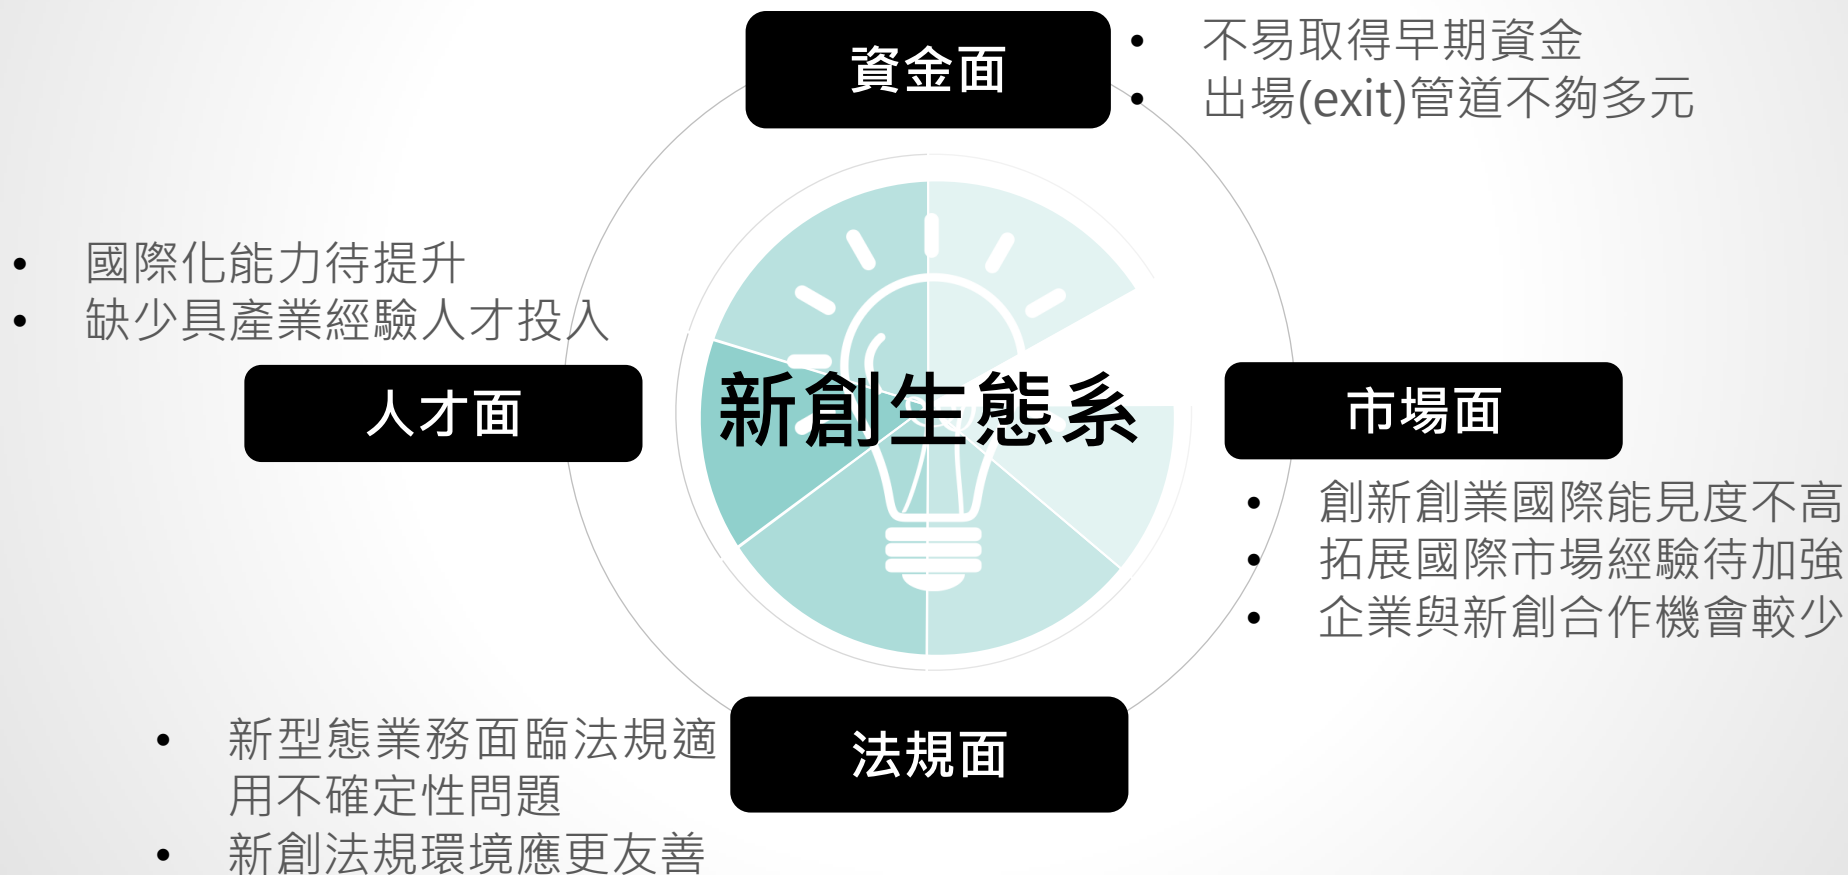 資金面
• 不易取得早期資金
• 出場(exit)管道不夠多元
• 國際化能力待提升
• 缺少具產業經驗人才投入
人才面
新創生態系
市場面
• 創新創業國際能見度不高
• 拓展國際市場經驗待加強
• 企業與新創合作機會較少
法規面
• 新型態業務面臨法規適
用不確定性問題
• 新創法規環境應更友善